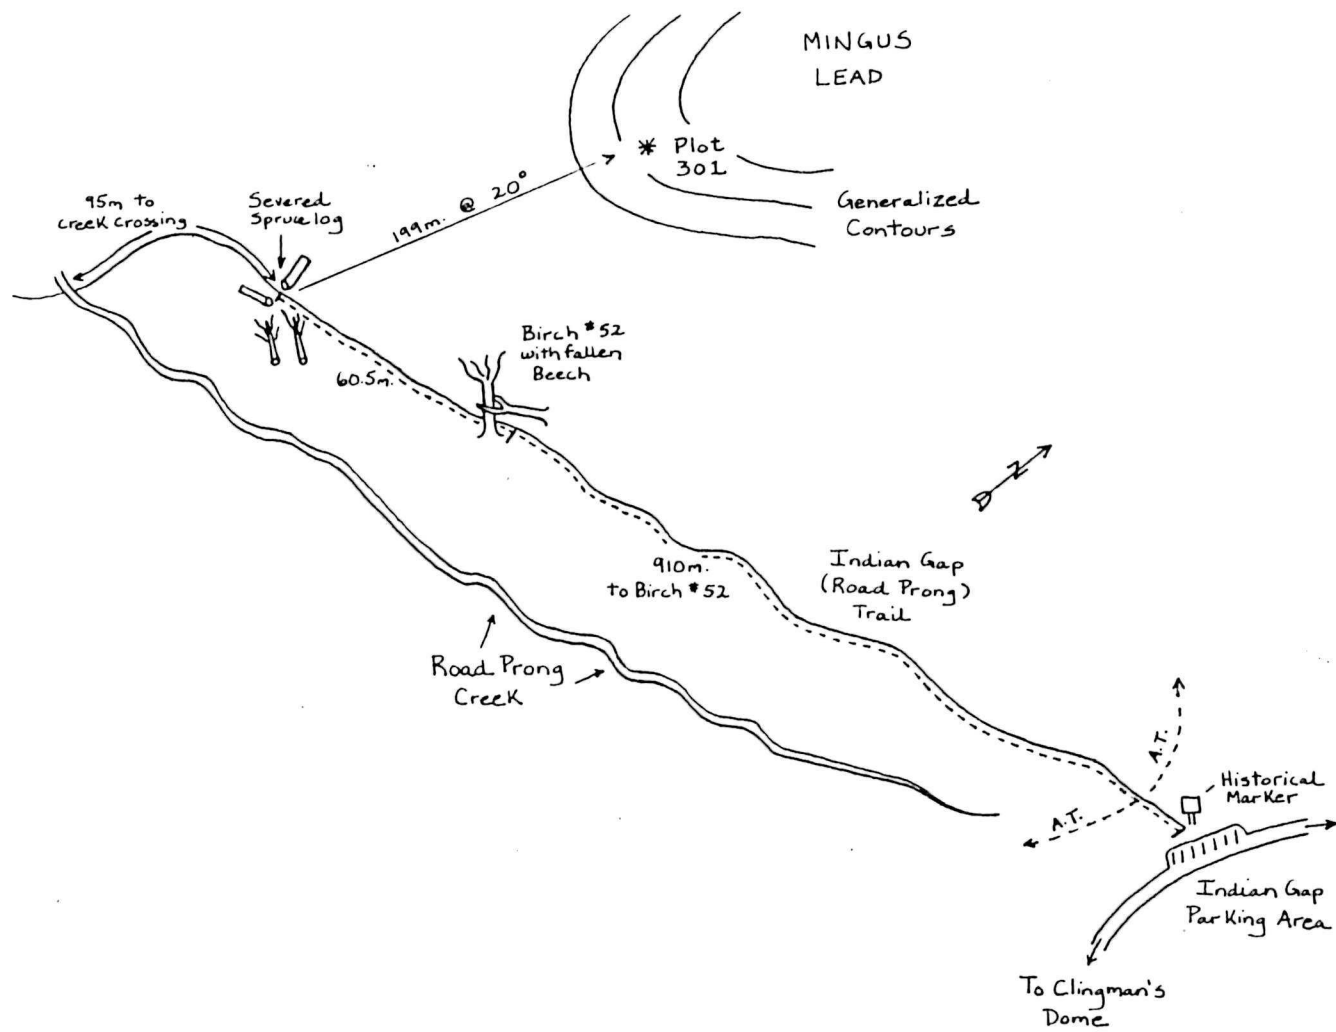 MINGUS
LEAD
Plot
301
Generalized
Contours
199m. @ 20°
95m to
Creek Crossing
Severed
Spruce log
60.5m.
Birch #52
with fallen
Beech
N
910m.
to Birch #52
Indian Gap
(Road Prong)
Trail
Road Prong
Creek
A.T.
A.T.
Historical
Marker
Indian Gap
Parking Area
To Clingman's
Dome